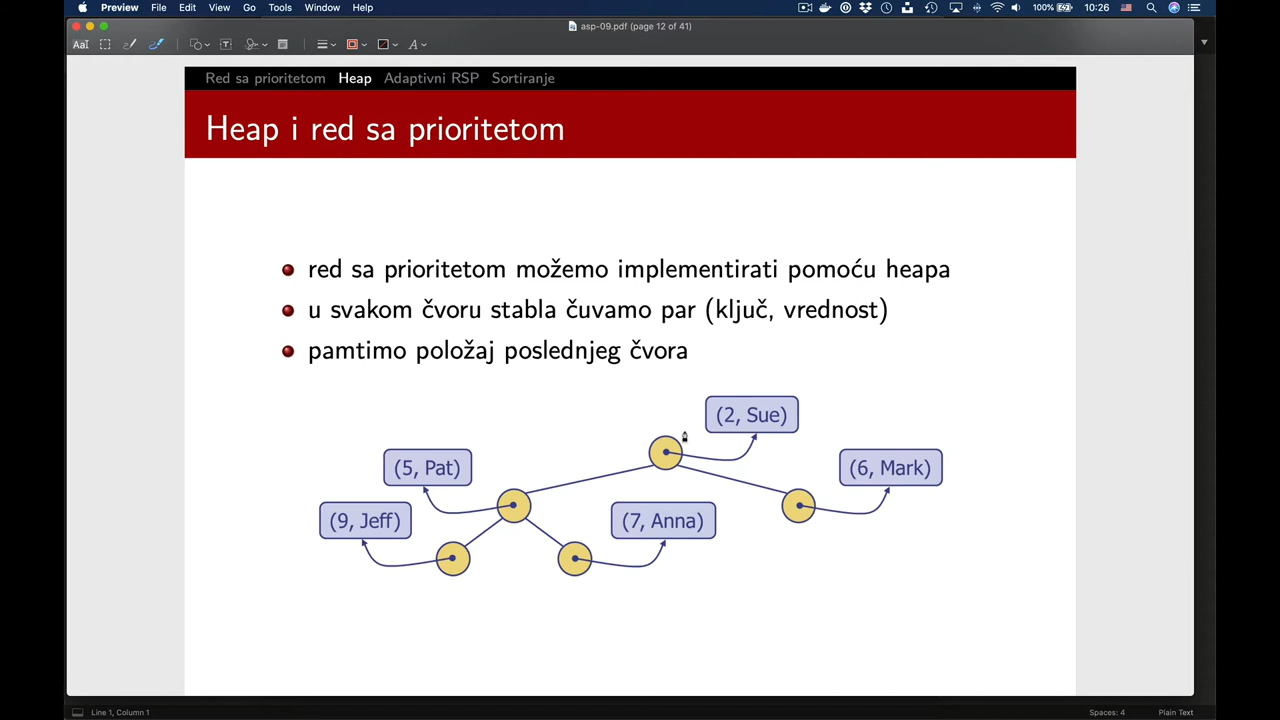 Preview File Edit View Go Tools Window Help 100% 10:26
asp-09.pdf (page 12 of 41)
AaI T A
Red sa prioritetom Heap Adaptivni RSP Sortiranje
Heap i red sa prioritetom
red sa prioritetom možemo implementirati pomoću heapa
u svakom čvoru stabla čuvamo par (ključ, vrednost)
pamtimo položaj poslednjeg čvora
(2, Sue)
(5, Pat) (6, Mark)
(9, Jeff) (7, Anna)
Line 1, Column 1 Spaces: 4 Plain Text